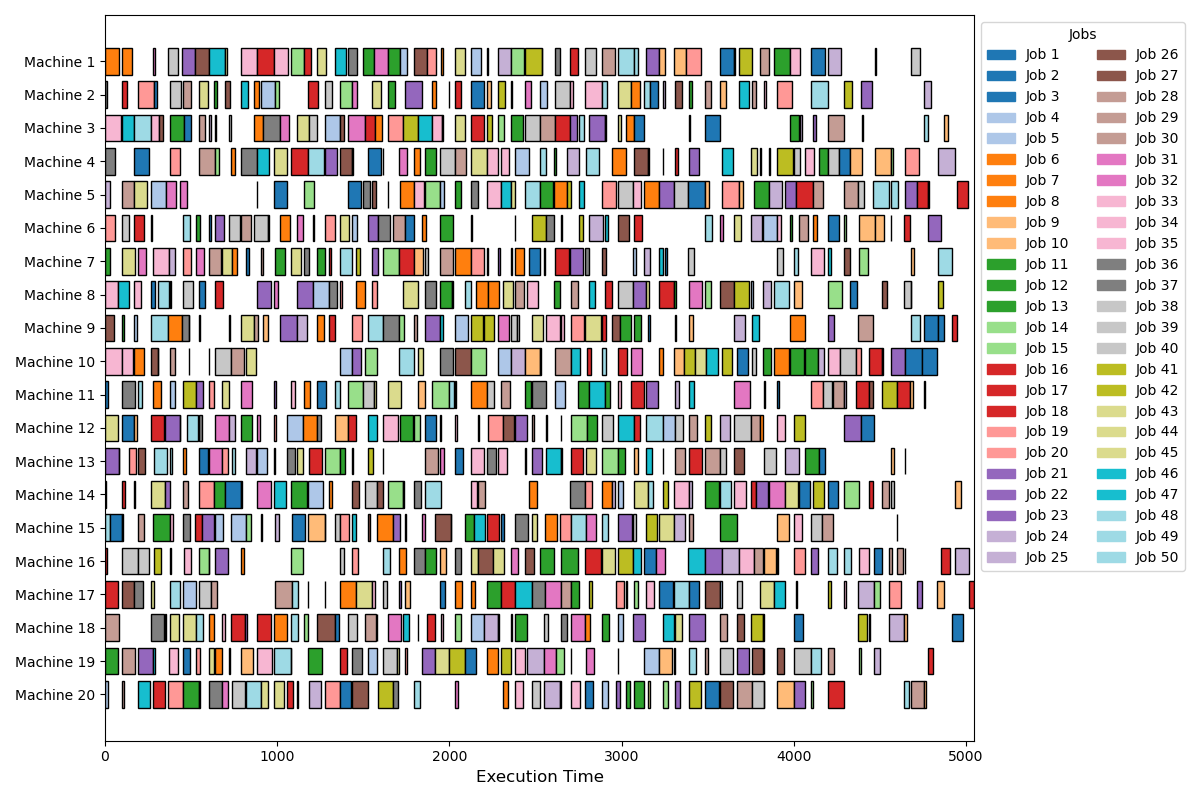 Machine 1
Machine 2
Machine 3
Machine 4
Machine 5
Machine 6
Machine 7
Machine 8
Machine 9
Machine 10
Machine 11
Machine 12
Machine 13
Machine 14
Machine 15
Machine 16
Machine 17
Machine 18
Machine 19
Machine 20
0 1000 2000 3000 4000 5000
Execution Time
Jobs
Job 1
Job 2
Job 3
Job 4
Job 5
Job 6
Job 7
Job 8
Job 9
Job 10
Job 11
Job 12
Job 13
Job 14
Job 15
Job 16
Job 17
Job 18
Job 19
Job 20
Job 21
Job 22
Job 23
Job 24
Job 25
Job 26
Job 27
Job 28
Job 29
Job 30
Job 31
Job 32
Job 33
Job 34
Job 35
Job 36
Job 37
Job 38
Job 39
Job 40
Job 41
Job 42
Job 43
Job 44
Job 45
Job 46
Job 47
Job 48
Job 49
Job 50